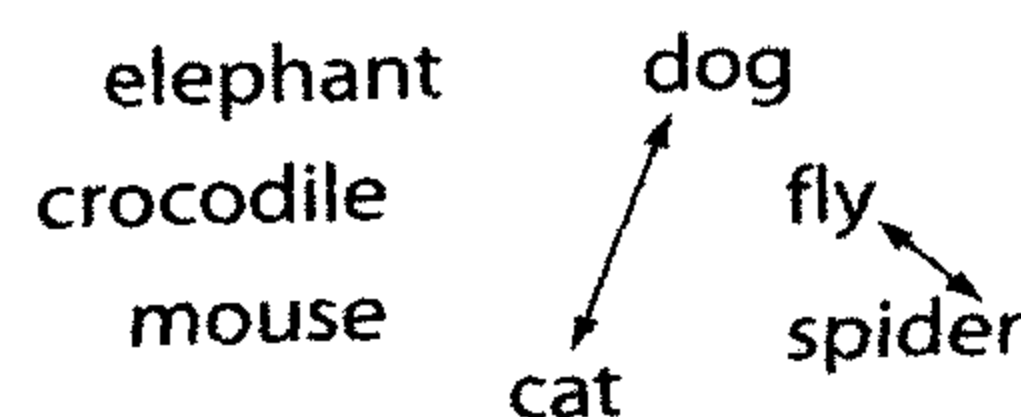 elephant
dog
crocodile
fly
mouse
spider
cat